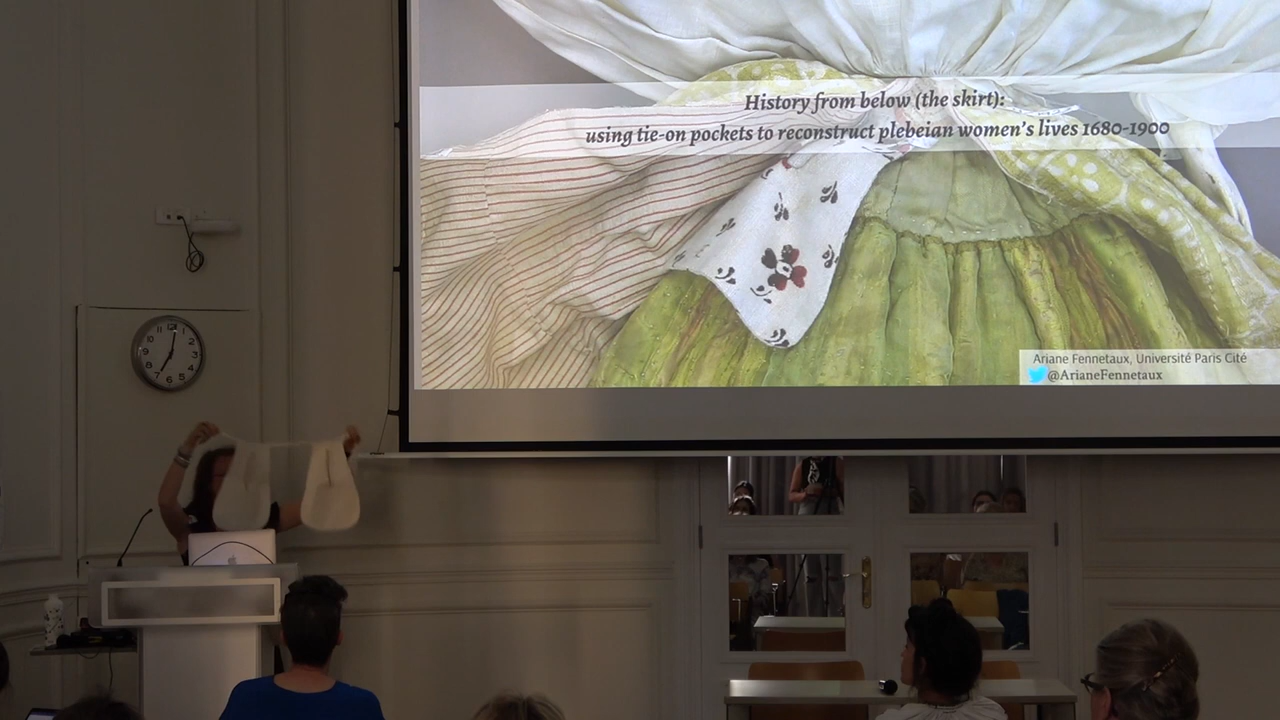 History from below (the skirt):
using tie-on pockets to reconstruct plebeian women's lives 1680-1900
Ariane Fennetaux, Université Paris Cité
@ArianeFennetaux